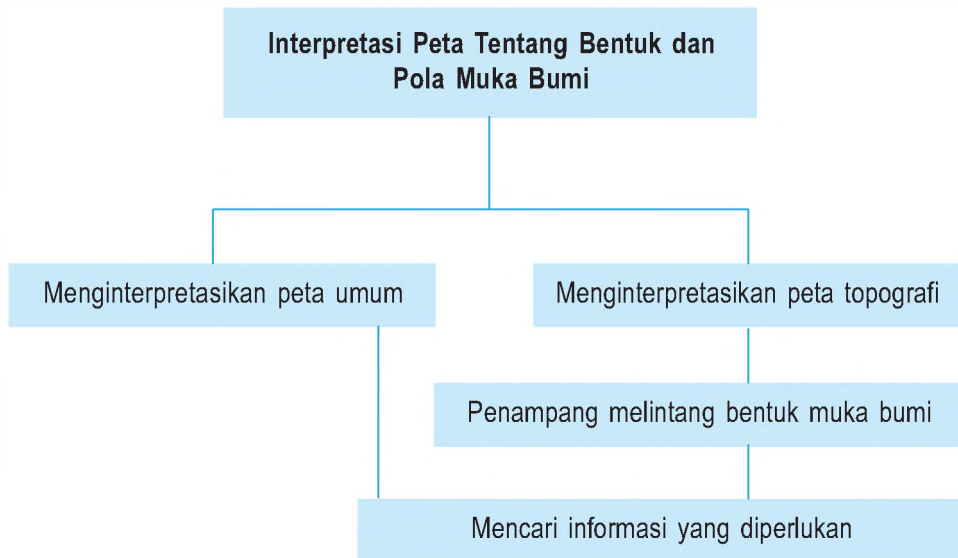 Interpretasi Peta Tentang Bentuk dan
Pola Muka Bumi
Menginterpretasikan peta umum
Menginterpretasikan peta topografi
Penampang melintang bentuk muka bumi
Mencari informasi yang diperlukan